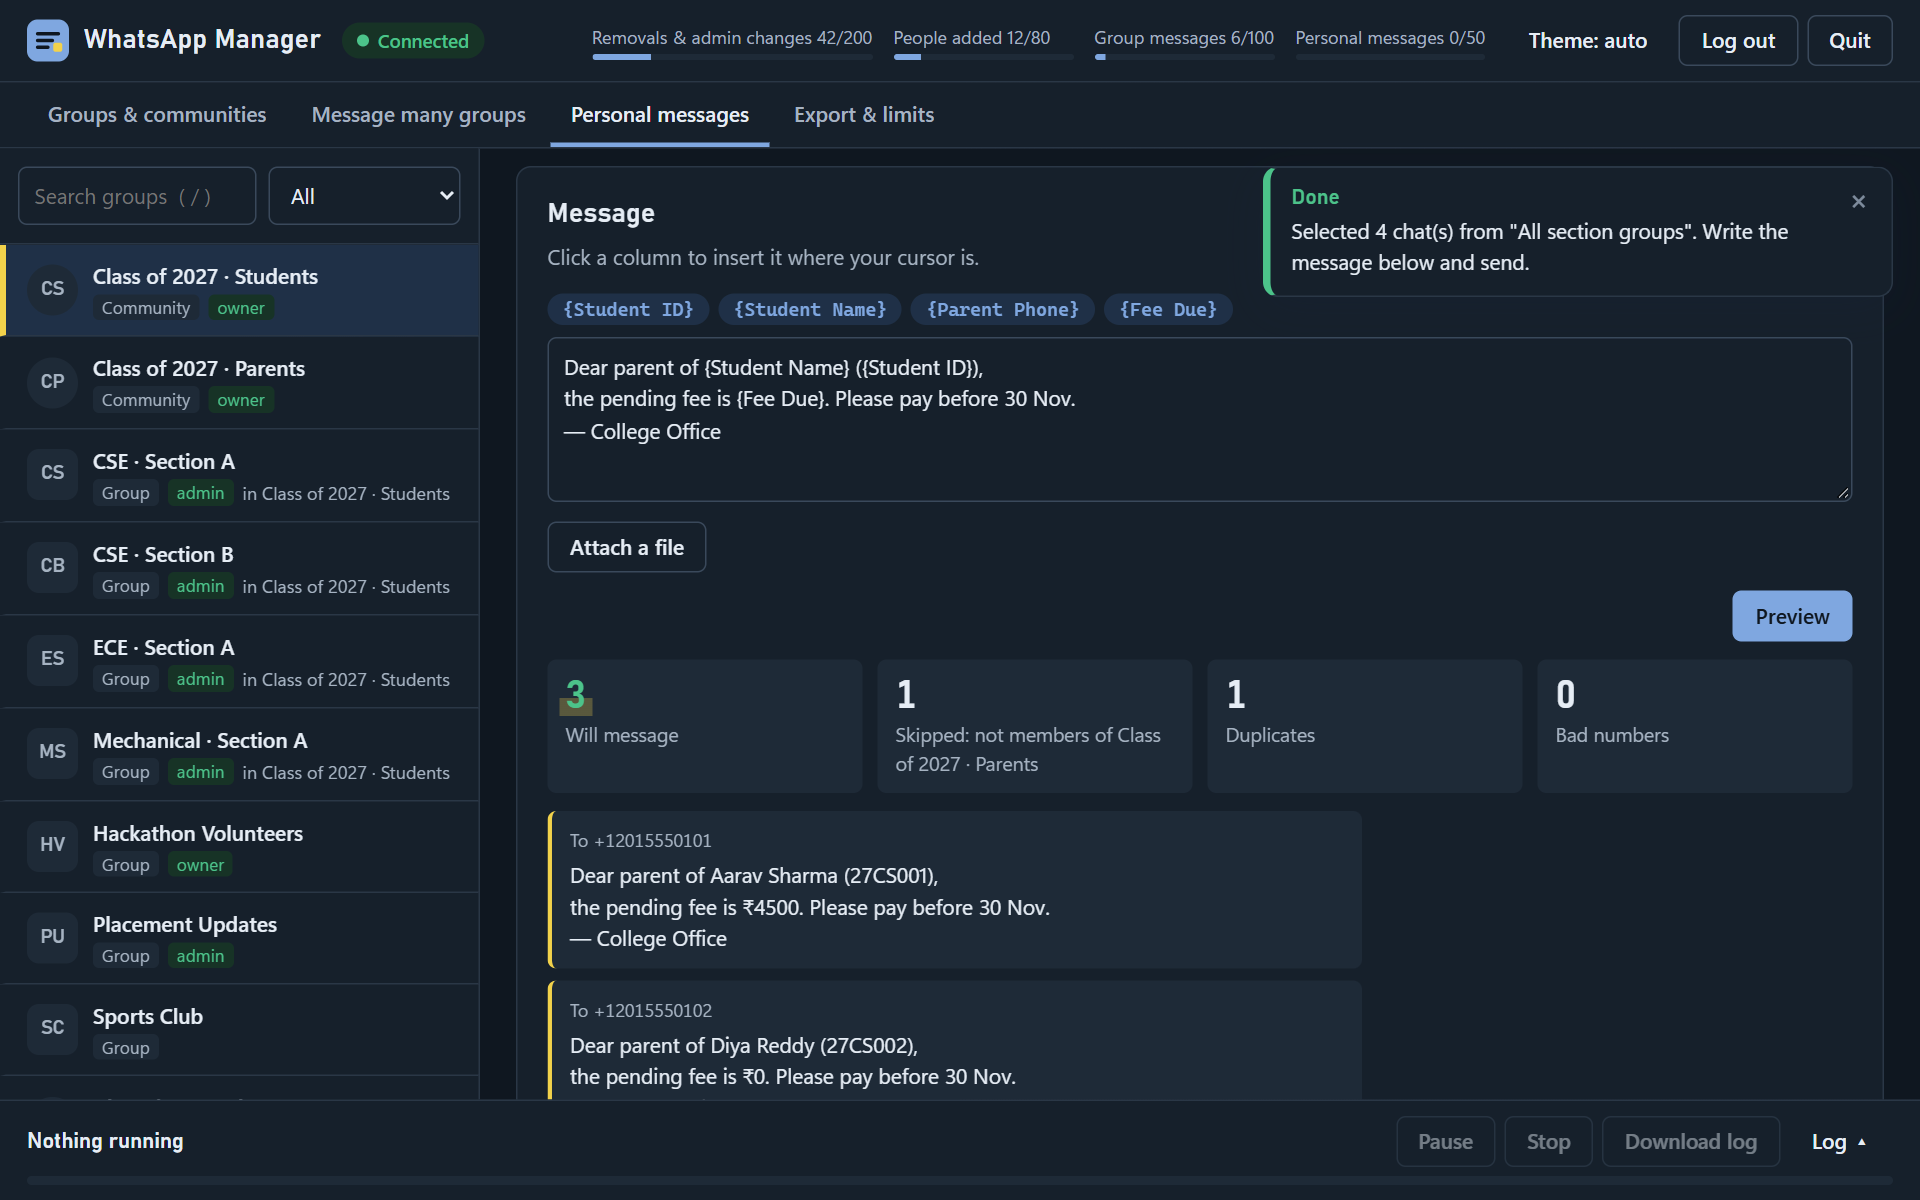 WhatsApp Manager
Connected
Removals & admin changes 42/200
People added 12/80
Group messages 6/100
Personal messages 0/50
Theme: auto
Log out
Quit
Groups & communities
Message many groups
Personal messages
Export & limits
Search groups ( / )
All
CS
Class of 2027 · Students
Community owner
CP
Class of 2027 · Parents
Community owner
CS
CSE · Section A
Group admin in Class of 2027 · Students
CB
CSE · Section B
Group admin in Class of 2027 · Students
ES
ECE · Section A
Group admin in Class of 2027 · Students
MS
Mechanical · Section A
Group admin in Class of 2027 · Students
HV
Hackathon Volunteers
Group owner
PU
Placement Updates
Group admin
SC
Sports Club
Group
Message
Click a column to insert it where your cursor is.
{Student ID} {Student Name} {Parent Phone} {Fee Due}
Done
Selected 4 chat(s) from "All section groups". Write the
message below and send.
×
Dear parent of {Student Name} ({Student ID}),
the pending fee is {Fee Due}. Please pay before 30 Nov.
— College Office
Attach a file
Preview
3
Will message
1
Skipped: not members of Class
of 2027 · Parents
1
Duplicates
0
Bad numbers
To +12015550101
Dear parent of Aarav Sharma (27CS001),
the pending fee is ₹4500. Please pay before 30 Nov.
— College Office
To +12015550102
Dear parent of Diya Reddy (27CS002),
the pending fee is ₹0. Please pay before 30 Nov.
Nothing running
Pause
Stop
Download log
Log ▲